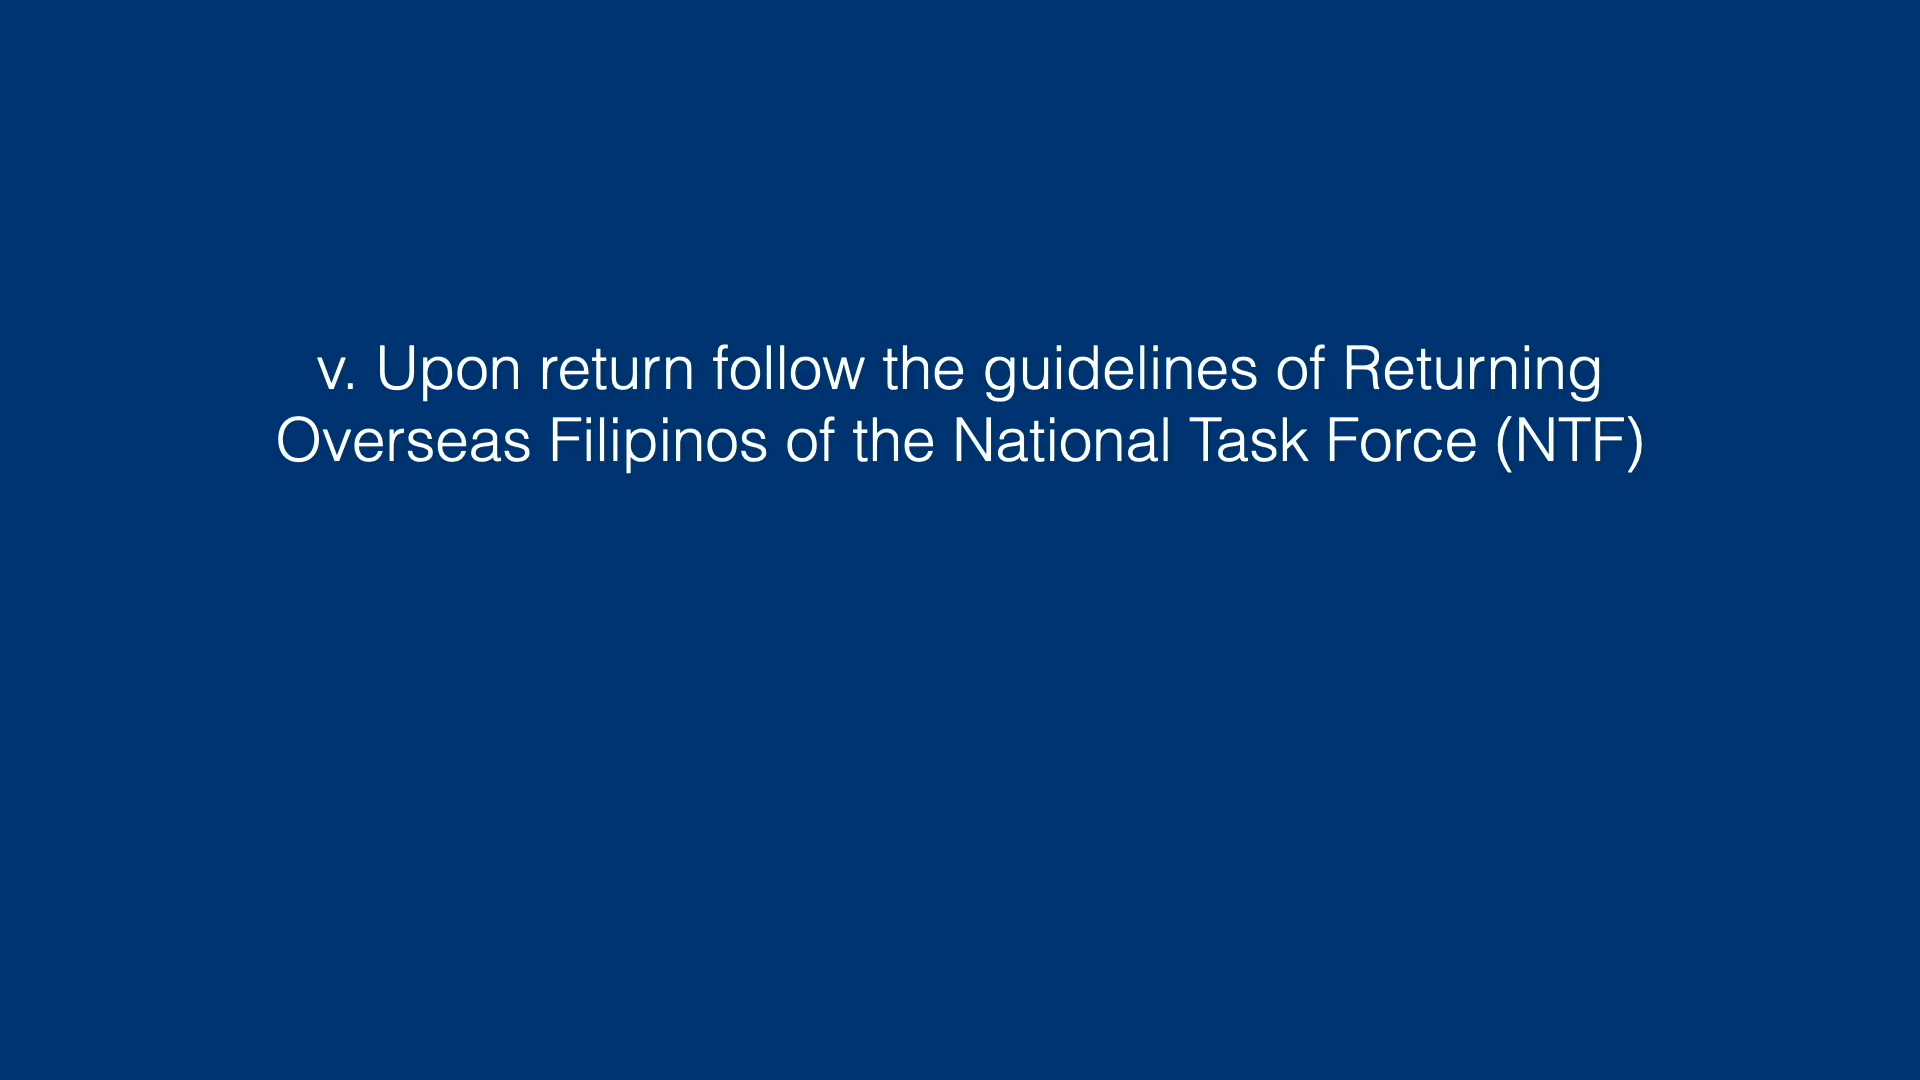 v. Upon return follow the guidelines of Returning
Overseas Filipinos of the National Task Force (NTF)